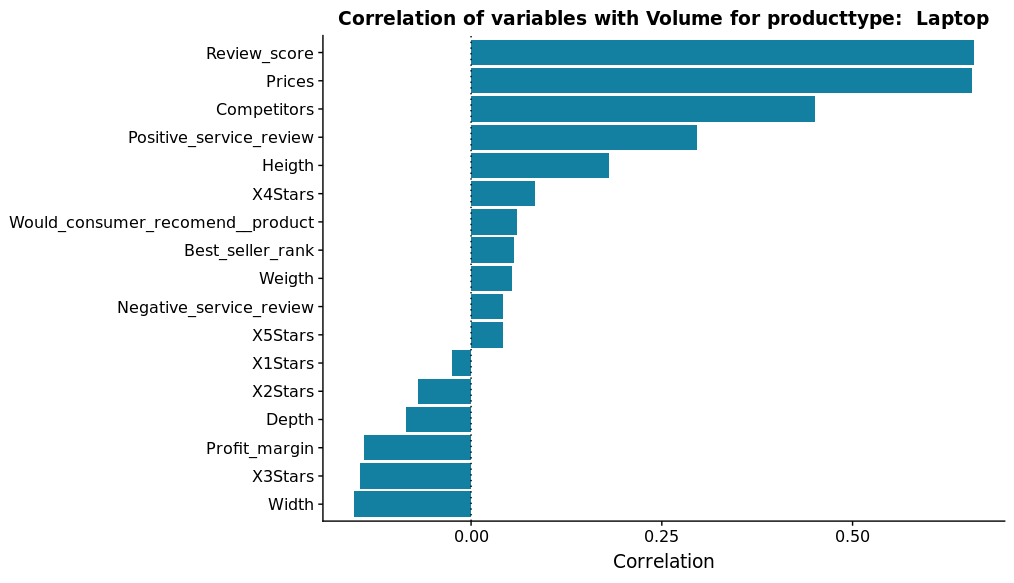 Correlation of variables with Volume for producttype:  Laptop
Review_score
Prices
Competitors
Positive_service_review
Heigth
X4Stars
Would_consumer_recomend__product
Best_seller_rank
Weigth
Negative_service_review
X5Stars
X1Stars
X2Stars
Depth
Profit_margin
X3Stars
Width
0.00 0.25 0.50
Correlation